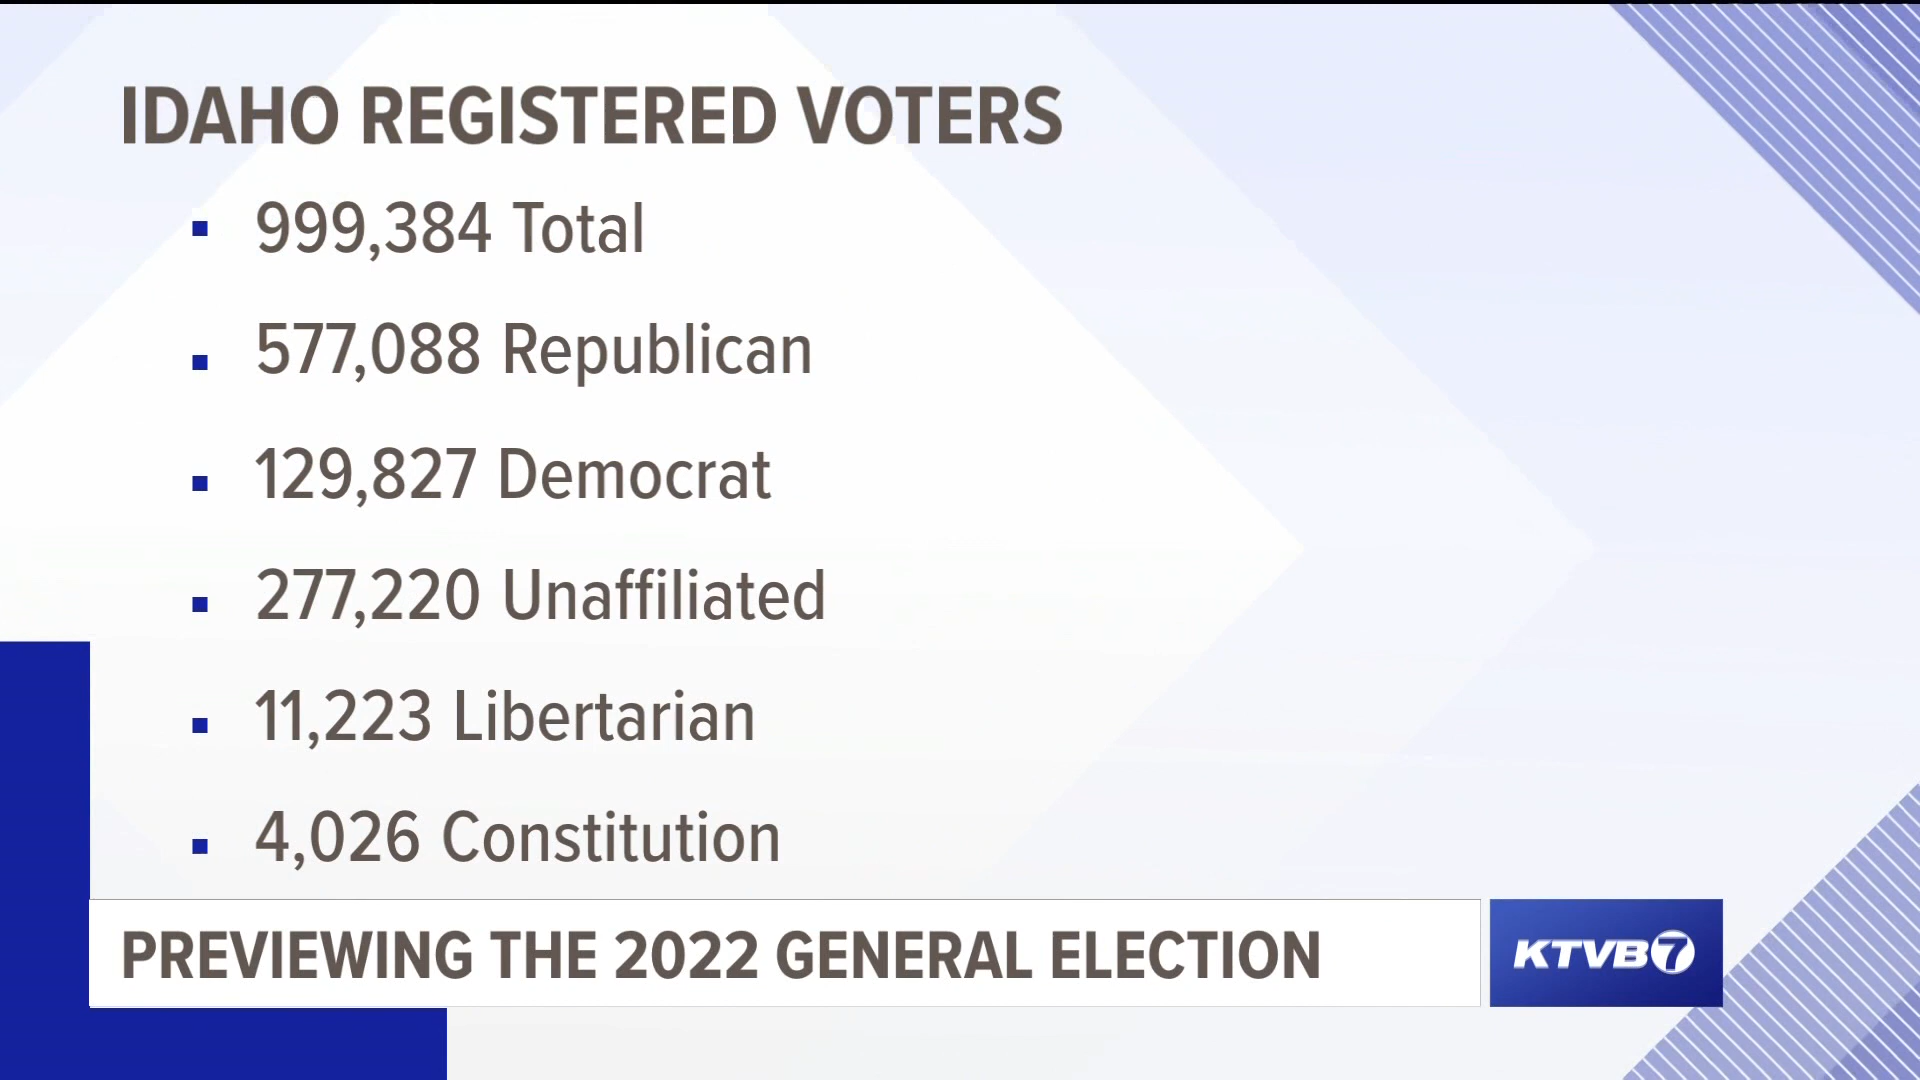 IDAHO REGISTERED VOTERS
999,384 Total
577,088 Republican
129,827 Democrat
277,220 Unaffiliated
11,223 Libertarian
4,026 Constitution
PREVIEWING THE 2022 GENERAL ELECTION
KTVB7